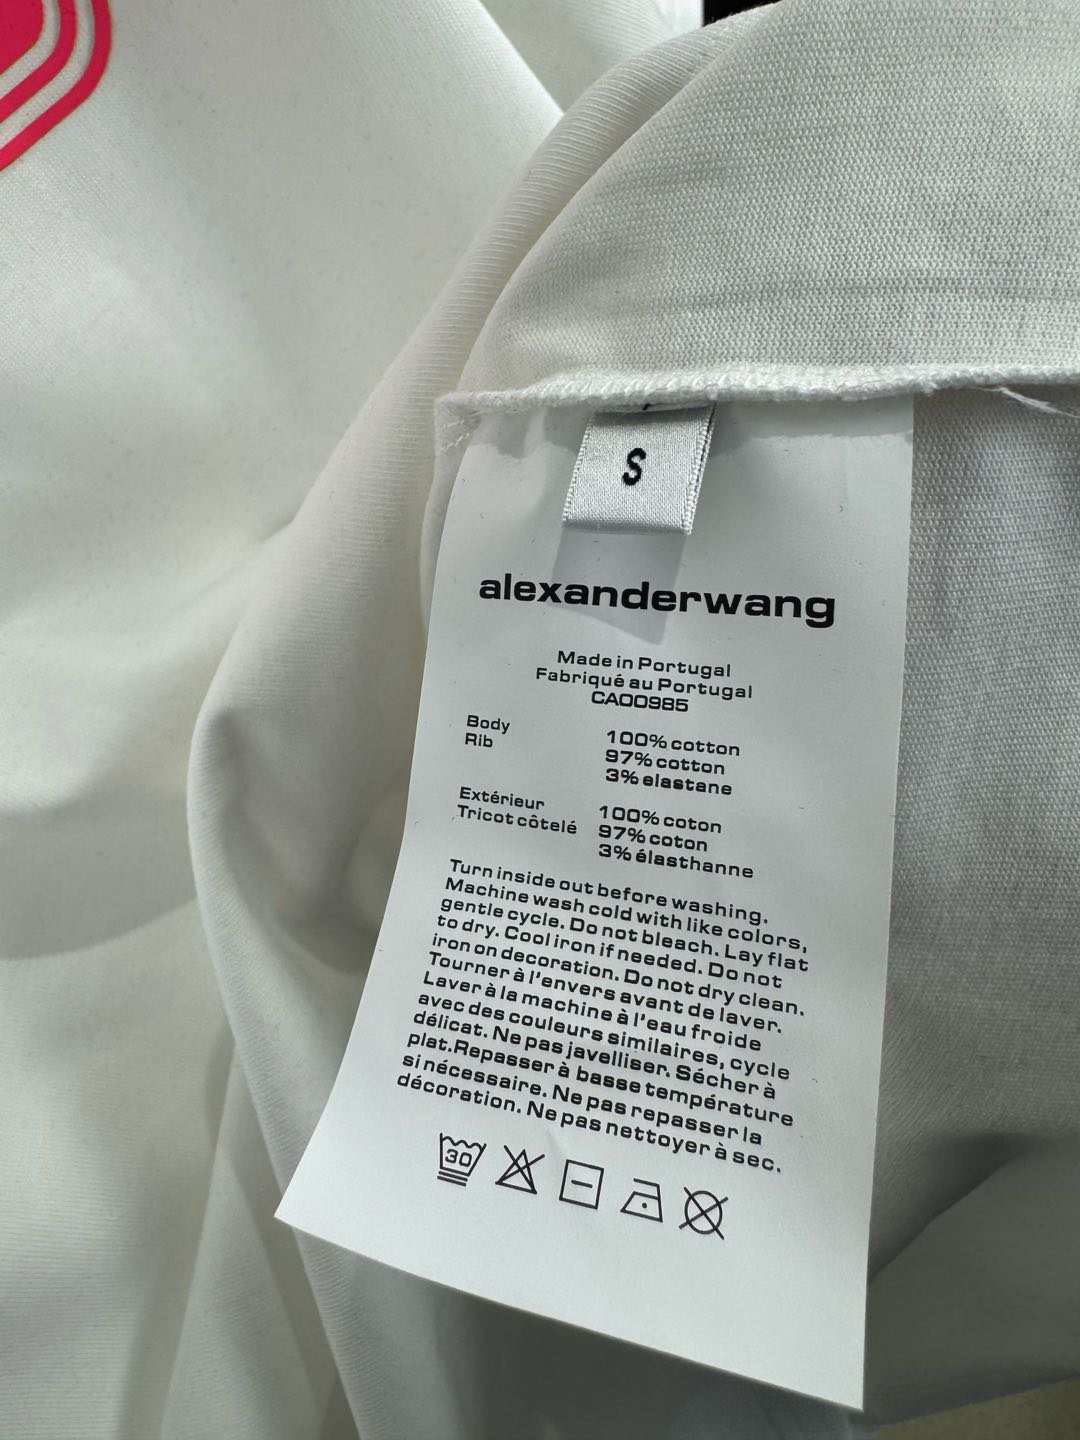 S
alexanderwang
Made in Portugal
Fabriqué au Portugal
CA00985
Body 100% cotton
Rib 97% cotton
3% elastane
Extérieur 100% coton
Tricot côtelé 97% coton
3% élasthanne
Turn inside out before washing.
Machine wash cold with like colors,
gentle cycle. Do not bleach. Lay flat
to dry. Cool iron if needed. Do not
iron on decoration. Do not dry clean.
Tourner à l'envers avant de laver.
Laver à la machine à l'eau froide
avec des couleurs similaires, cycle
délicat. Ne pas javelliser. Sécher à
plat.Repasser à basse température
si nécessaire. Ne pas repasser la
décoration. Ne pas nettoyer à sec.
30